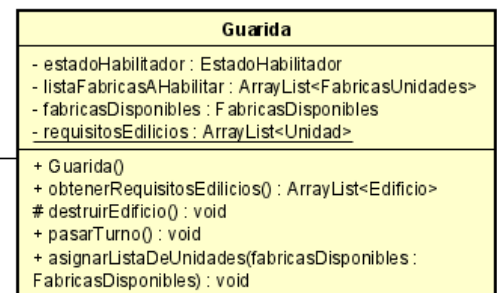 Guarida
- estadoHabilitador : EstadoHabilitador
- listaFabricasAHabilitar : ArrayList<FabricasUnidades>
- fabricasDisponibles : FabricasDisponibles
- requisitosEdilicios : ArrayList<Unidad>
+ Guarida()
+ obtenerRequisitosEdilicios() : ArrayList<Edificio>
# destruirEdificio() : void
+ pasarTurno() : void
+ asignarListaDeUnidades(fabricasDisponibles :
FabricasDisponibles) : void